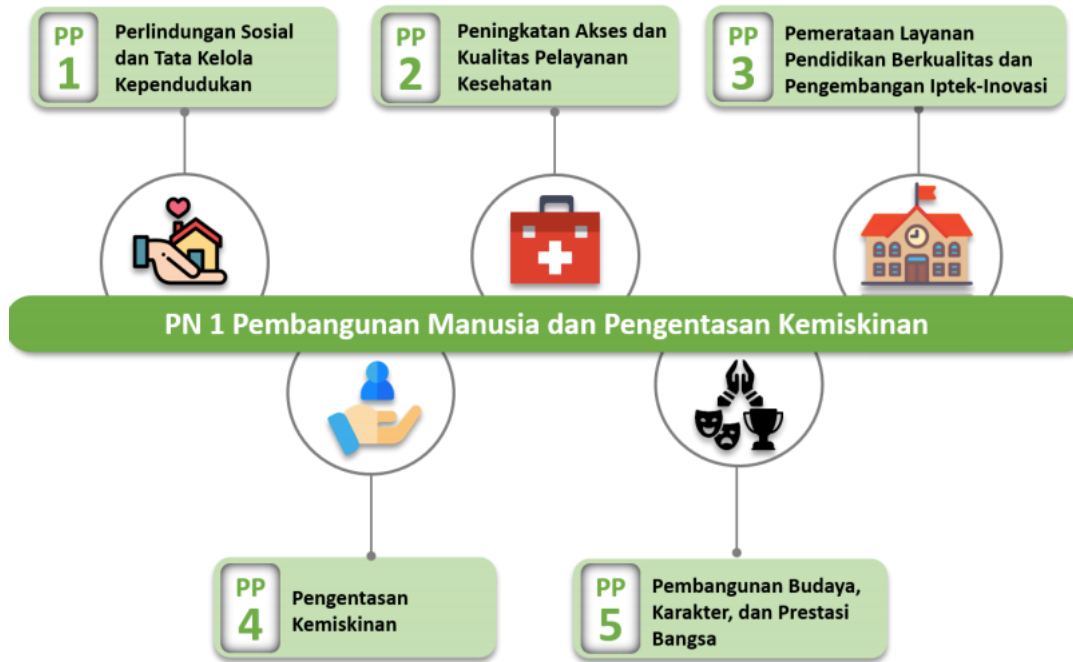 PP
1
Perlindungan Sosial
dan Tata Kelola
Kependudukan
PP
2
Peningkatan Akses dan
Kualitas Pelayanan
Kesehatan
PP
3
Pemerataan Layanan
Pendidikan Berkualitas dan
Pengembangan Iptek-Inovasi
PN 1 Pembangunan Manusia dan Pengentasan Kemiskinan
PP
4
Pengentasan
Kemiskinan
PP
5
Pembangunan Budaya,
Karakter, dan Prestasi
Bangsa